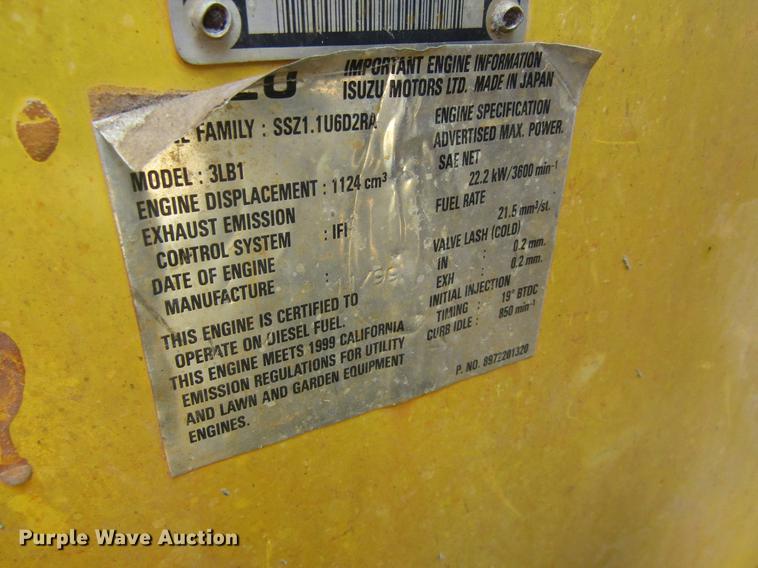 ZU
IMPORTANT ENGINE INFORMATION
ISUZU MOTORS LTD. MADE IN JAPAN
FAMILY : SSZ1.1U6D2RA
MODEL : 3LB1
ENGINE DISPLACEMENT : 1124 cm³
EXHAUST EMISSION
CONTROL SYSTEM : IFI
DATE OF ENGINE
MANUFACTURE : 11/99
THIS ENGINE IS CERTIFIED TO
OPERATE ON DIESEL FUEL.
THIS ENGINE MEETS 1999 CALIFORNIA
EMISSION REGULATIONS FOR UTILITY
AND LAWN AND GARDEN EQUIPMENT
ENGINES.
ENGINE SPECIFICATION
ADVERTISED MAX. POWER.
SAE NET
22.2 kW/3600 min⁻¹
FUEL RATE
21.5 mm³/st.
VALVE LASH (COLD)
IN : 0.2 mm.
EXH : 0.2 mm.
INITIAL INJECTION
TIMING : 19° BTDC
CURB IDLE : 850 min⁻¹
P. NO. 8972201320
Purple Wave Auction